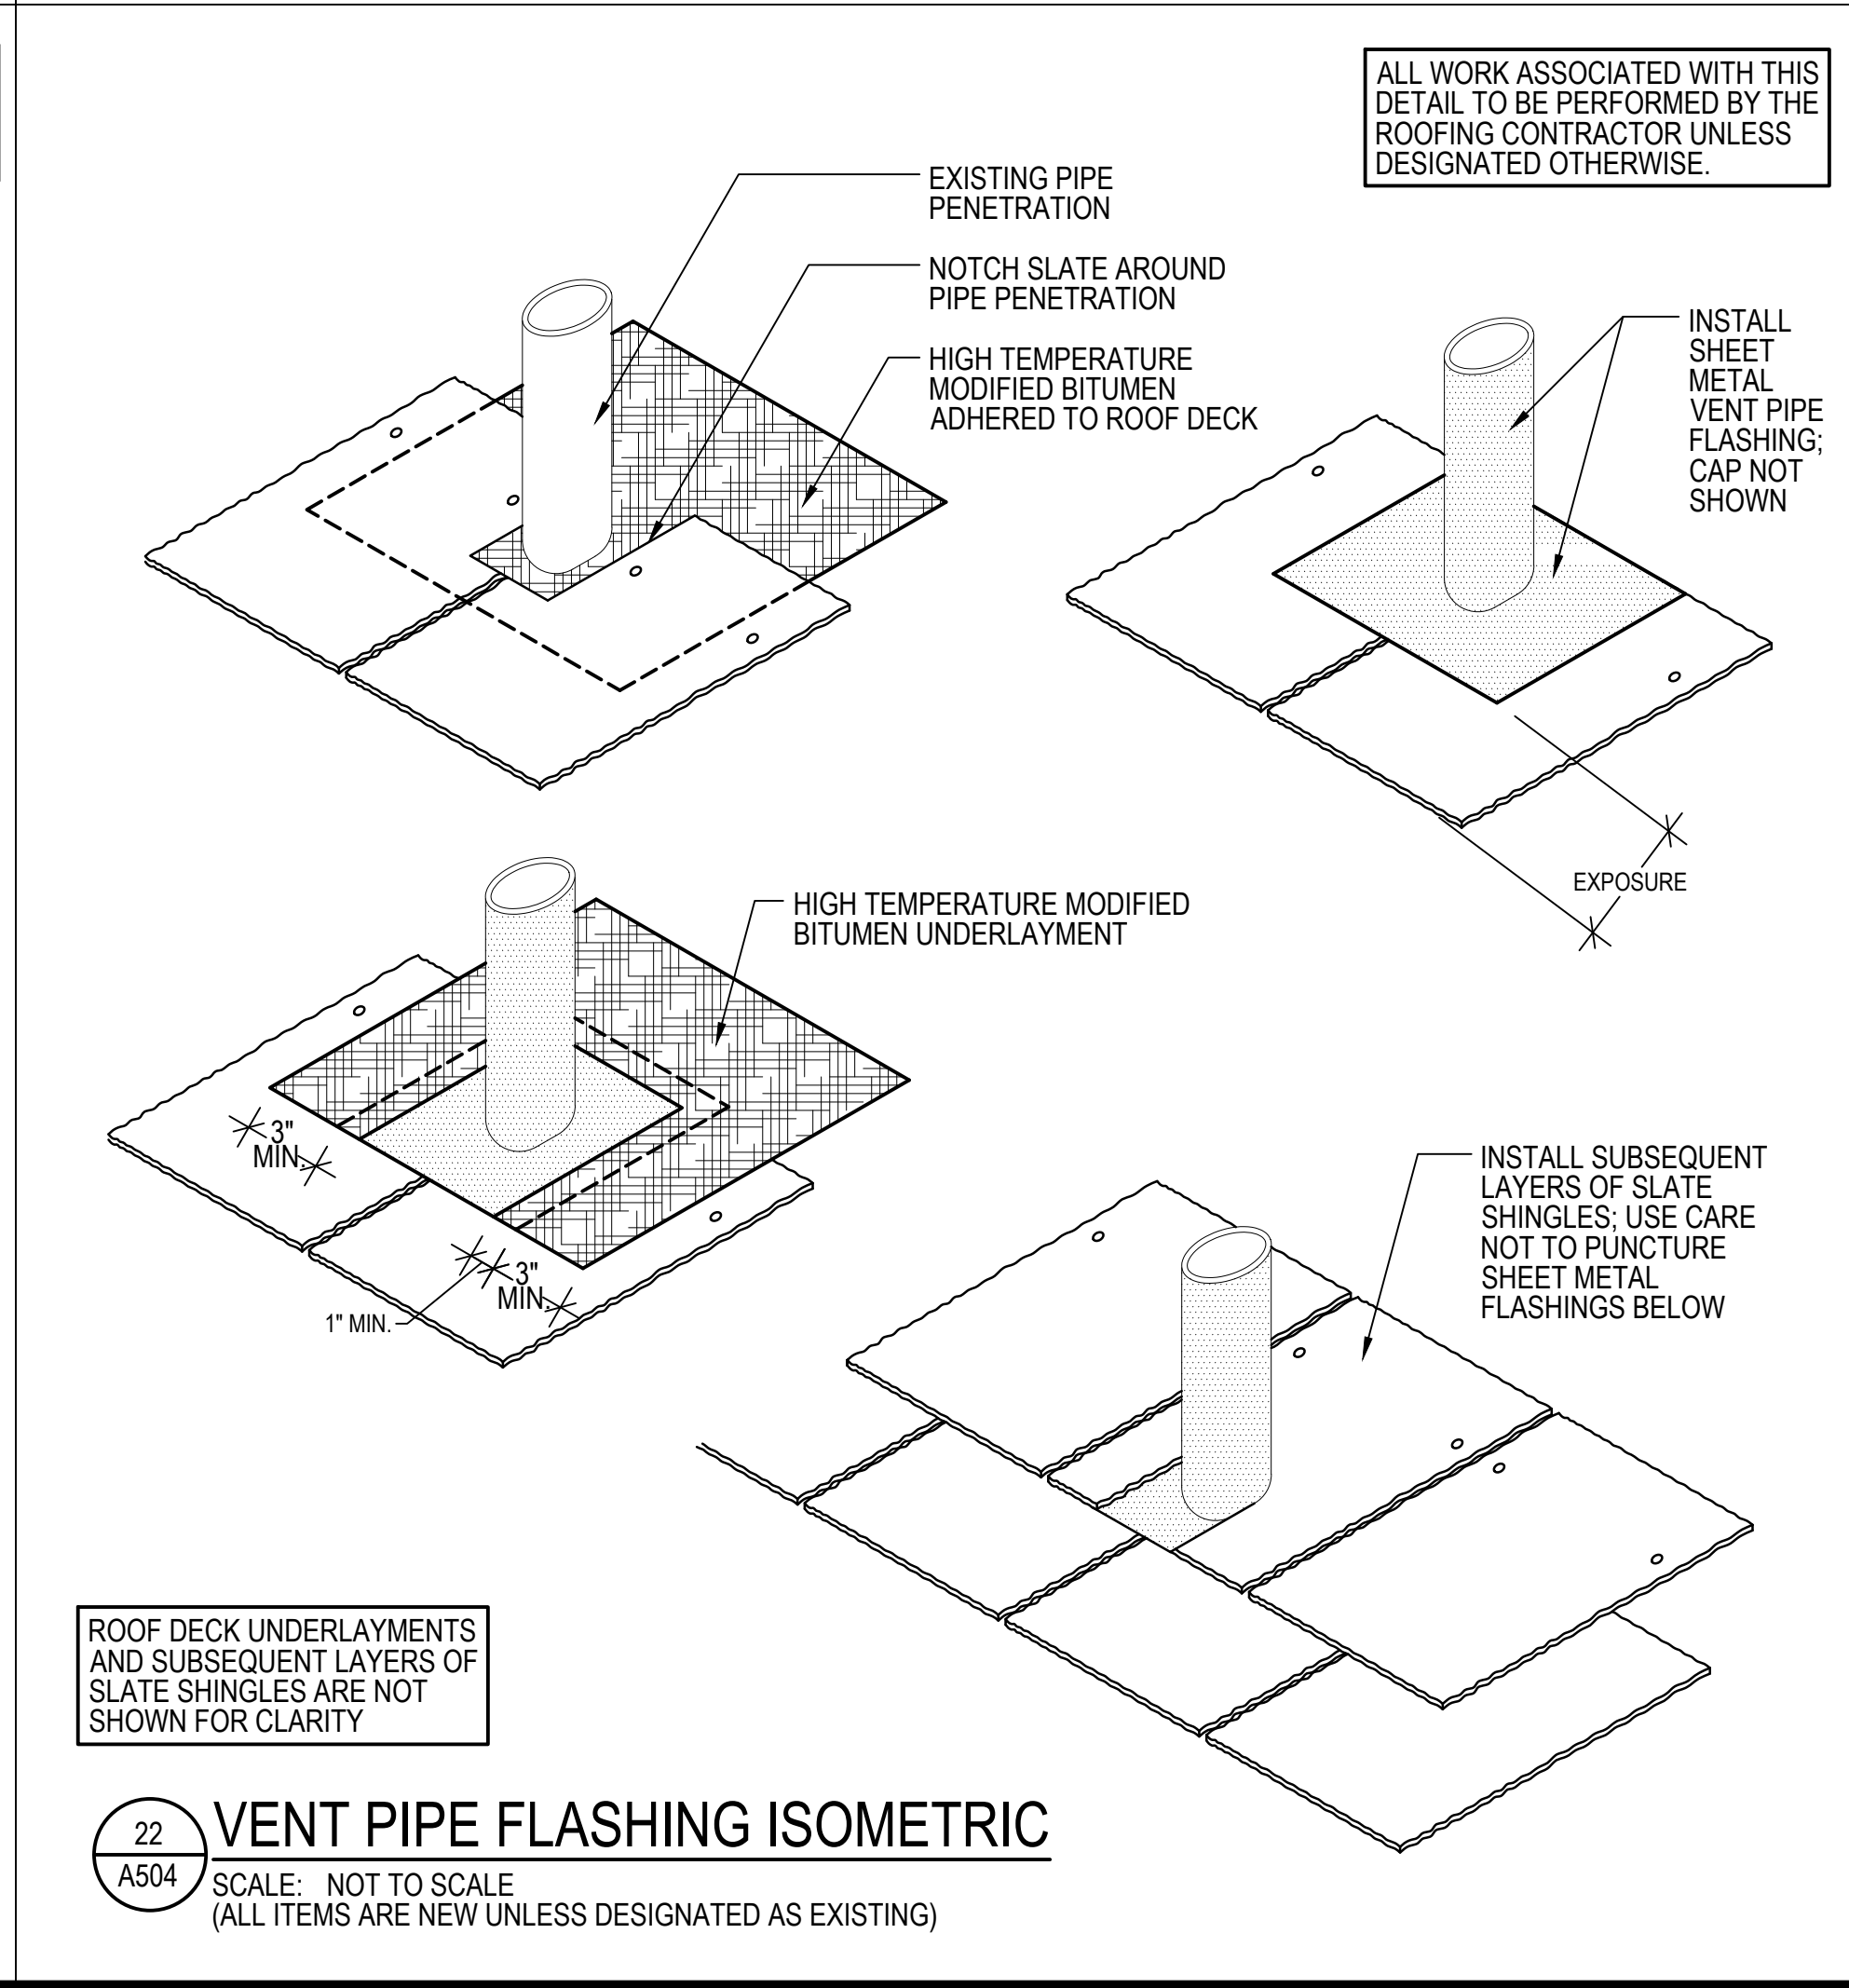 ALL WORK ASSOCIATED WITH THIS
DETAIL TO BE PERFORMED BY THE
ROOFING CONTRACTOR UNLESS
DESIGNATED OTHERWISE.
EXISTING PIPE
PENETRATION
NOTCH SLATE AROUND
PIPE PENETRATION
HIGH TEMPERATURE
MODIFIED BITUMEN
ADHERED TO ROOF DECK
INSTALL
SHEET
METAL
VENT PIPE
FLASHING;
CAP NOT
SHOWN
EXPOSURE
HIGH TEMPERATURE MODIFIED
BITUMEN UNDERLAYMENT
3"
MIN.
3"
MIN.
1" MIN.
INSTALL SUBSEQUENT
LAYERS OF SLATE
SHINGLES; USE CARE
NOT TO PUNCTURE
SHEET METAL
FLASHINGS BELOW
ROOF DECK UNDERLAYMENTS
AND SUBSEQUENT LAYERS OF
SLATE SHINGLES ARE NOT
SHOWN FOR CLARITY
22
A504
VENT PIPE FLASHING ISOMETRIC
SCALE: NOT TO SCALE
(ALL ITEMS ARE NEW UNLESS DESIGNATED AS EXISTING)